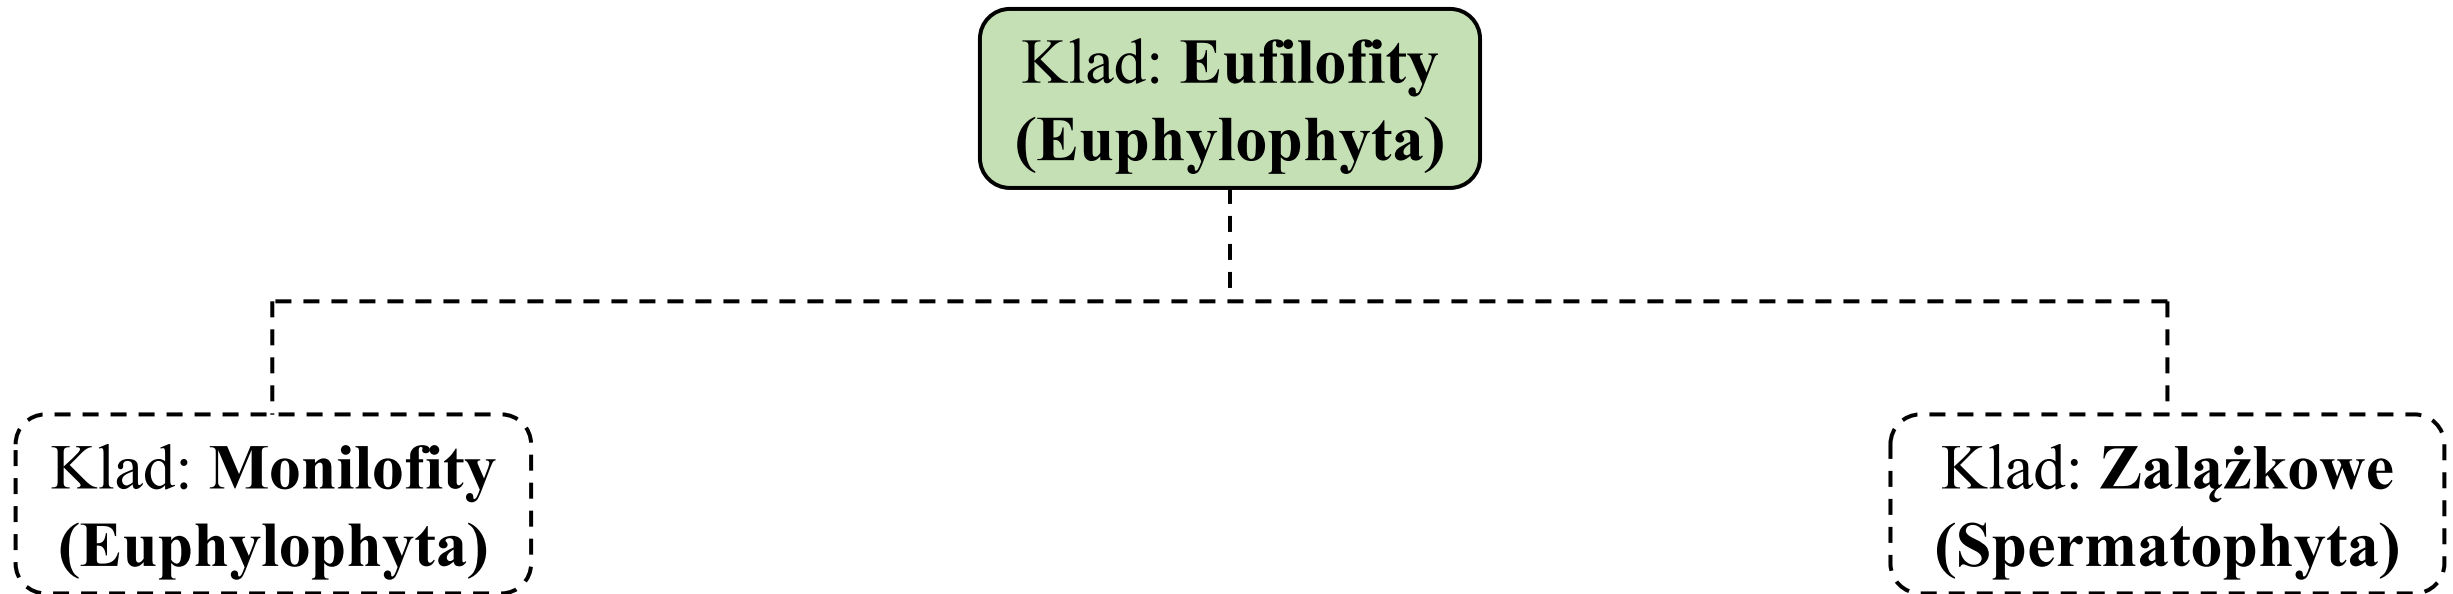 Klad: Eufilofity
(Euphylophyta)
Klad: Monilofity
(Euphylophyta)
Klad: Zalążkowe
(Spermatophyta)